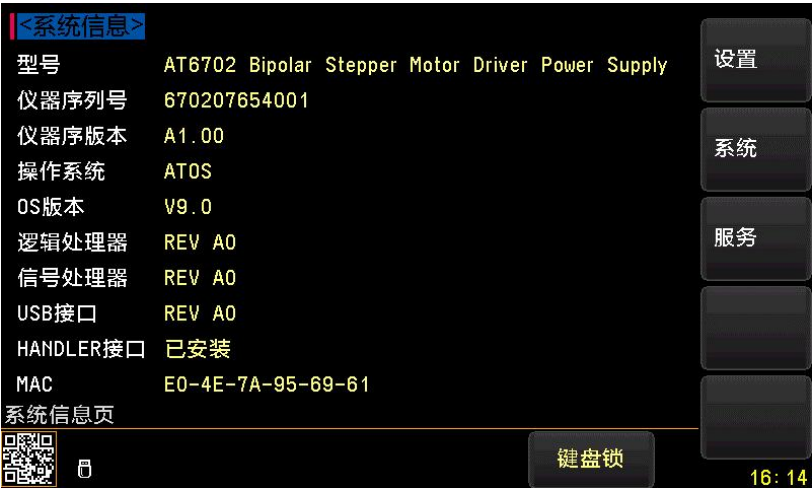 <系统信息>
型号 AT6702 Bipolar Stepper Motor Driver Power Supply
仪器序列号 670207654001
仪器序版本 A1.00
操作系统 ATOS
OS版本 V9.0
逻辑处理器 REV A0
信号处理器 REV A0
USB接口 REV A0
HANDLER接口 已安装
MAC E0-4E-7A-95-69-61
系统信息页
设置
系统
服务
键盘锁
16:14